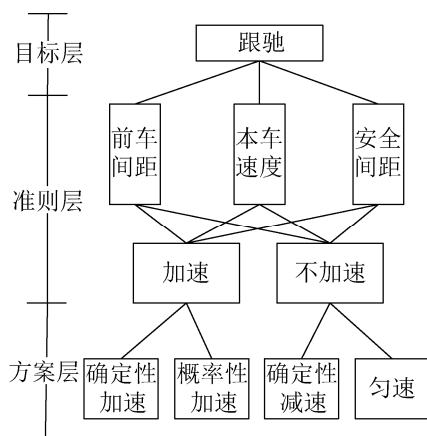 目标层
跟驰
前车
间距
本车
速度
安全
间距
准则层
加速
不加速
方案层
确定性
加速
概率性
加速
确定性
减速
匀速